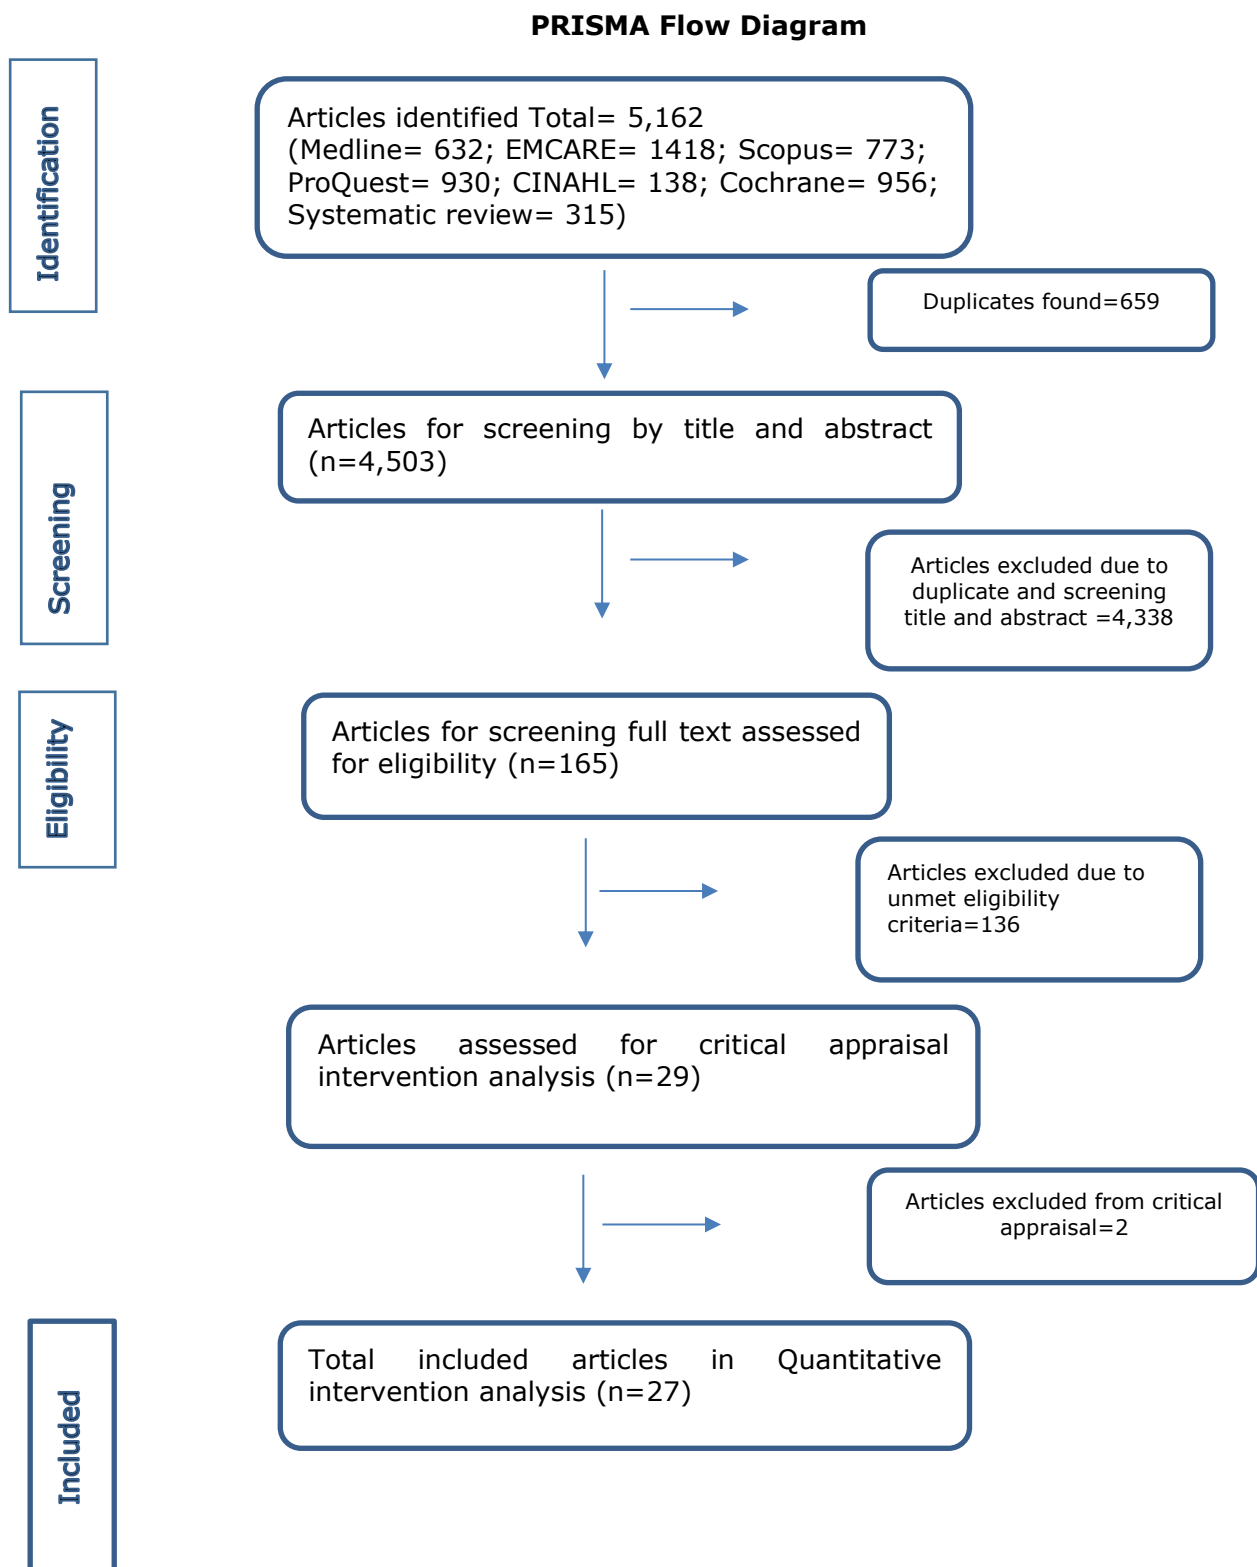 PRISMA Flow Diagram
Identification
Articles identified Total= 5,162
(Medline= 632; EMCARE= 1418; Scopus= 773;
ProQuest= 930; CINAHL= 138; Cochrane= 956;
Systematic review= 315)
Duplicates found=659
Screening
Articles for screening by title and abstract
(n=4,503)
Articles excluded due to
duplicate and screening
title and abstract =4,338
Eligibility
Articles for screening full text assessed
for eligibility (n=165)
Articles excluded due to
unmet eligibility
criteria=136
Articles assessed for critical appraisal
intervention analysis (n=29)
Articles excluded from critical
appraisal=2
Included
Total included articles in Quantitative
intervention analysis (n=27)